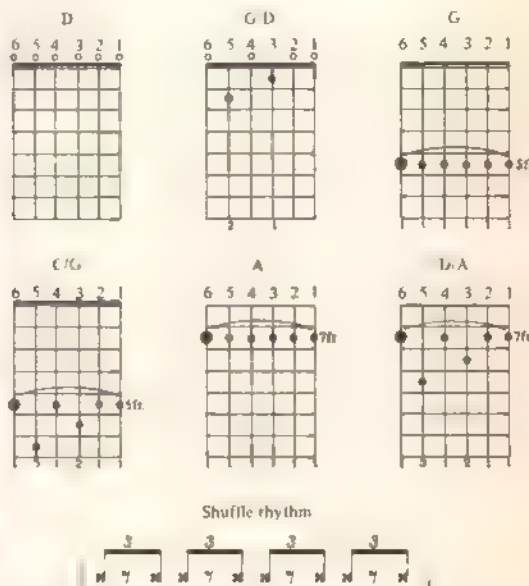 D G/D G
6 5 4 3 2 1 6 5 3 2 1 6 5 4 3 2 1
5fr
2 1
C/G A D/A
6 5 4 3 2 1 6 5 4 3 2 1 6 5 4 3 2 1
5fr 7fr 7fr
Shuffle rhythm
3 3 3 3